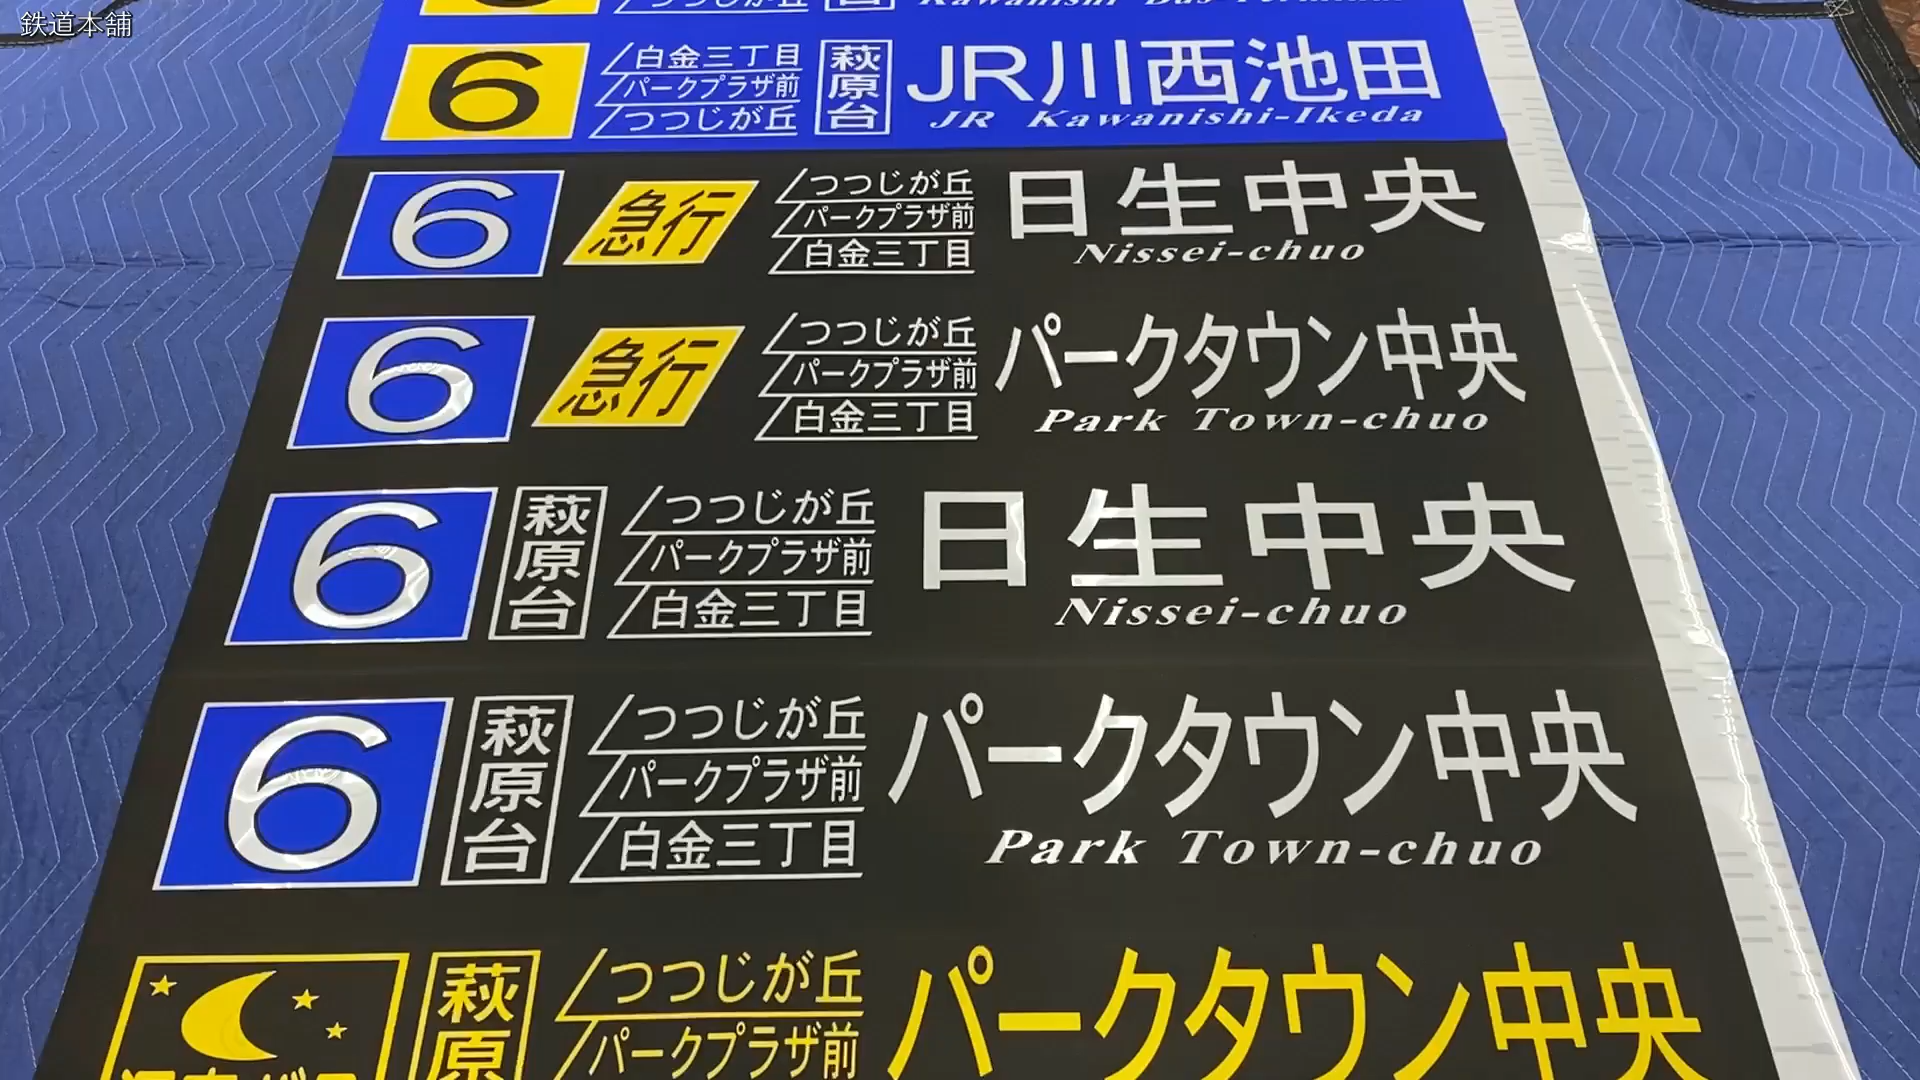 鉄道本舗
6 白金三丁目 パークプラザ前 つつじが丘 萩原台 JR川西池田
JR Kawanishi-Ikeda
6 急行 つつじが丘 パークプラザ前 白金三丁目 日生中央
Nissei-chuo
6 急行 つつじが丘 パークプラザ前 白金三丁目 パークタウン中央
Park Town-chuo
6 萩原台 つつじが丘 パークプラザ前 白金三丁目 日生中央
Nissei-chuo
6 萩原台 つつじが丘 パークプラザ前 白金三丁目 パークタウン中央
Park Town-chuo
萩原 つつじが丘 パークプラザ前 パークタウン中央